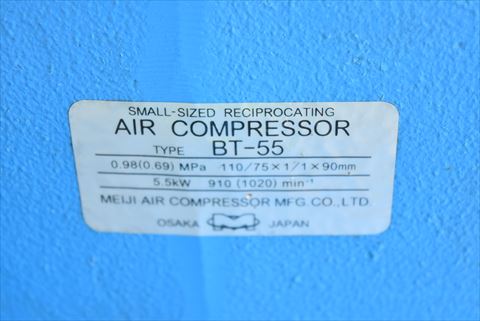 SMALL-SIZED RECIPROCATING
AIR COMPRESSOR
TYPE BT-55
0.98(0.69) MPa 110/75×1/1×90mm
5.5kW 910 (1020) min⁻¹
MEIJI AIR COMPRESSOR MFG.CO.,LTD.
OSAKA JAPAN